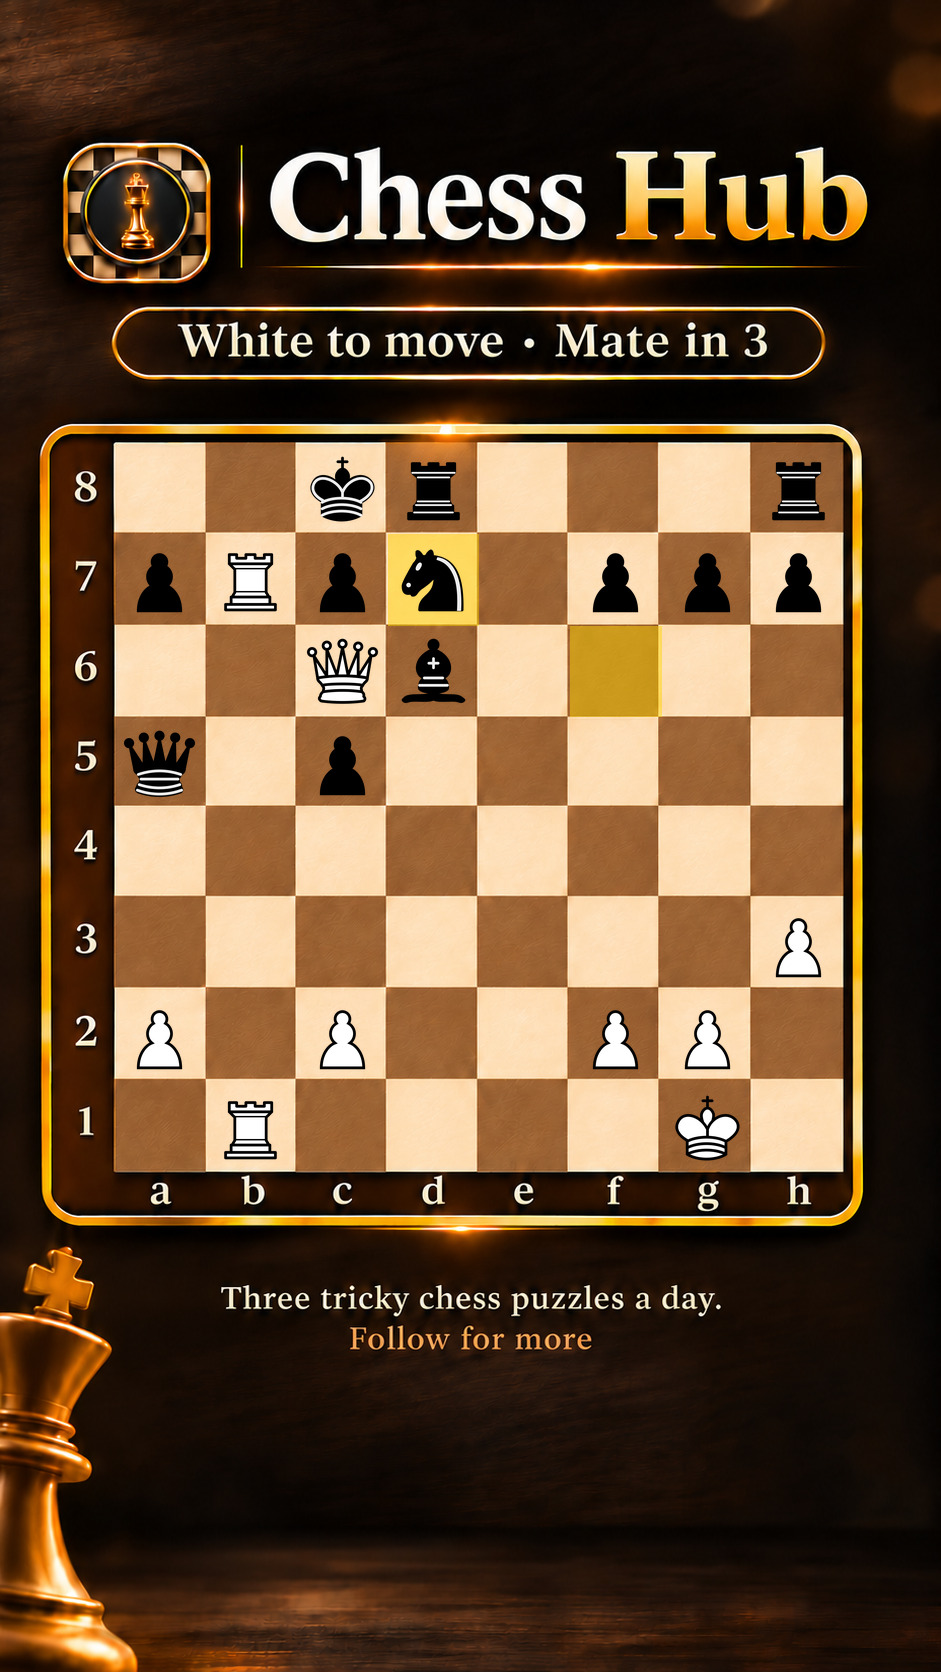 Chess Hub
White to move • Mate in 3
8
7
6
5
4
3
2
1
a b c d e f g h
Three tricky chess puzzles a day.
Follow for more